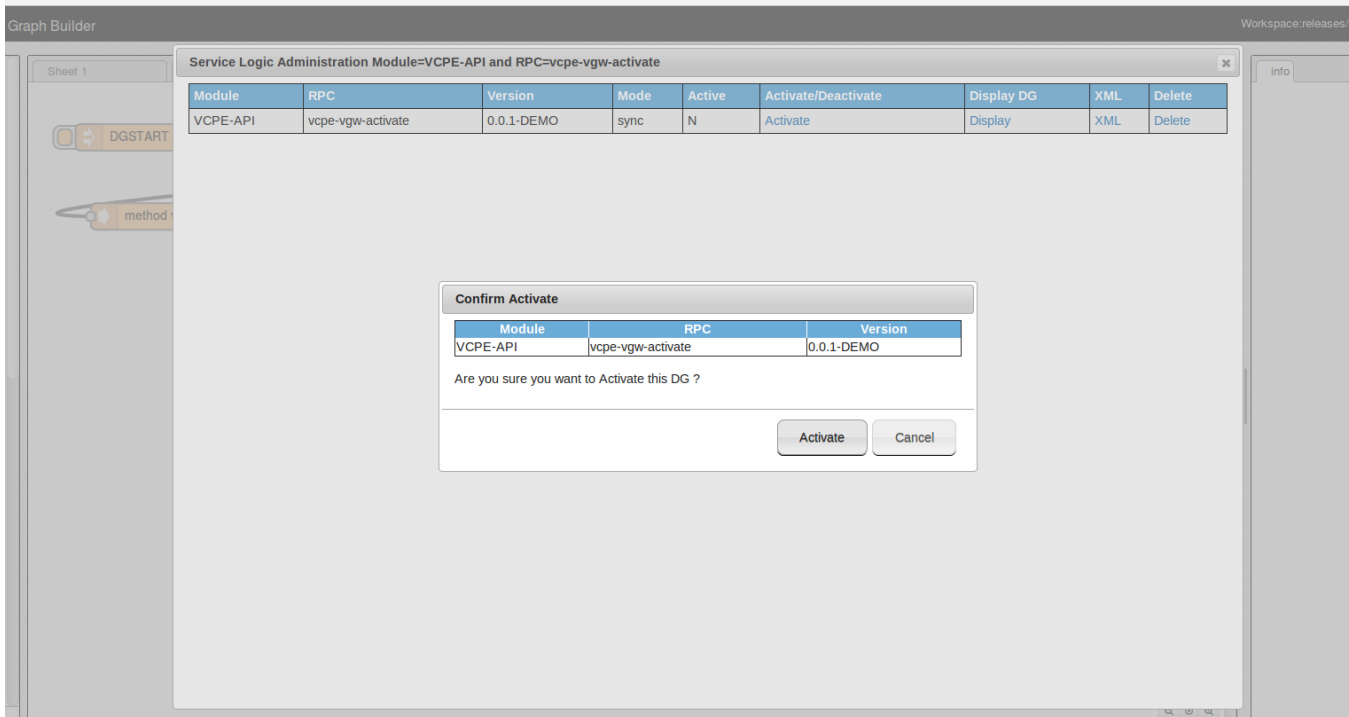 Graph Builder
Workspace:releases/
Sheet 1
Service Logic Administration Module=VCPE-API and RPC=vcpe-vgw-activate
info
Module RPC Version Mode Active Activate/Deactivate Display DG XML Delete
VCPE-API vcpe-vgw-activate 0.0.1-DEMO sync N Activate Display XML Delete
DGSTART
method
Confirm Activate
Module RPC Version
VCPE-API vcpe-vgw-activate 0.0.1-DEMO
Are you sure you want to Activate this DG ?
Activate Cancel